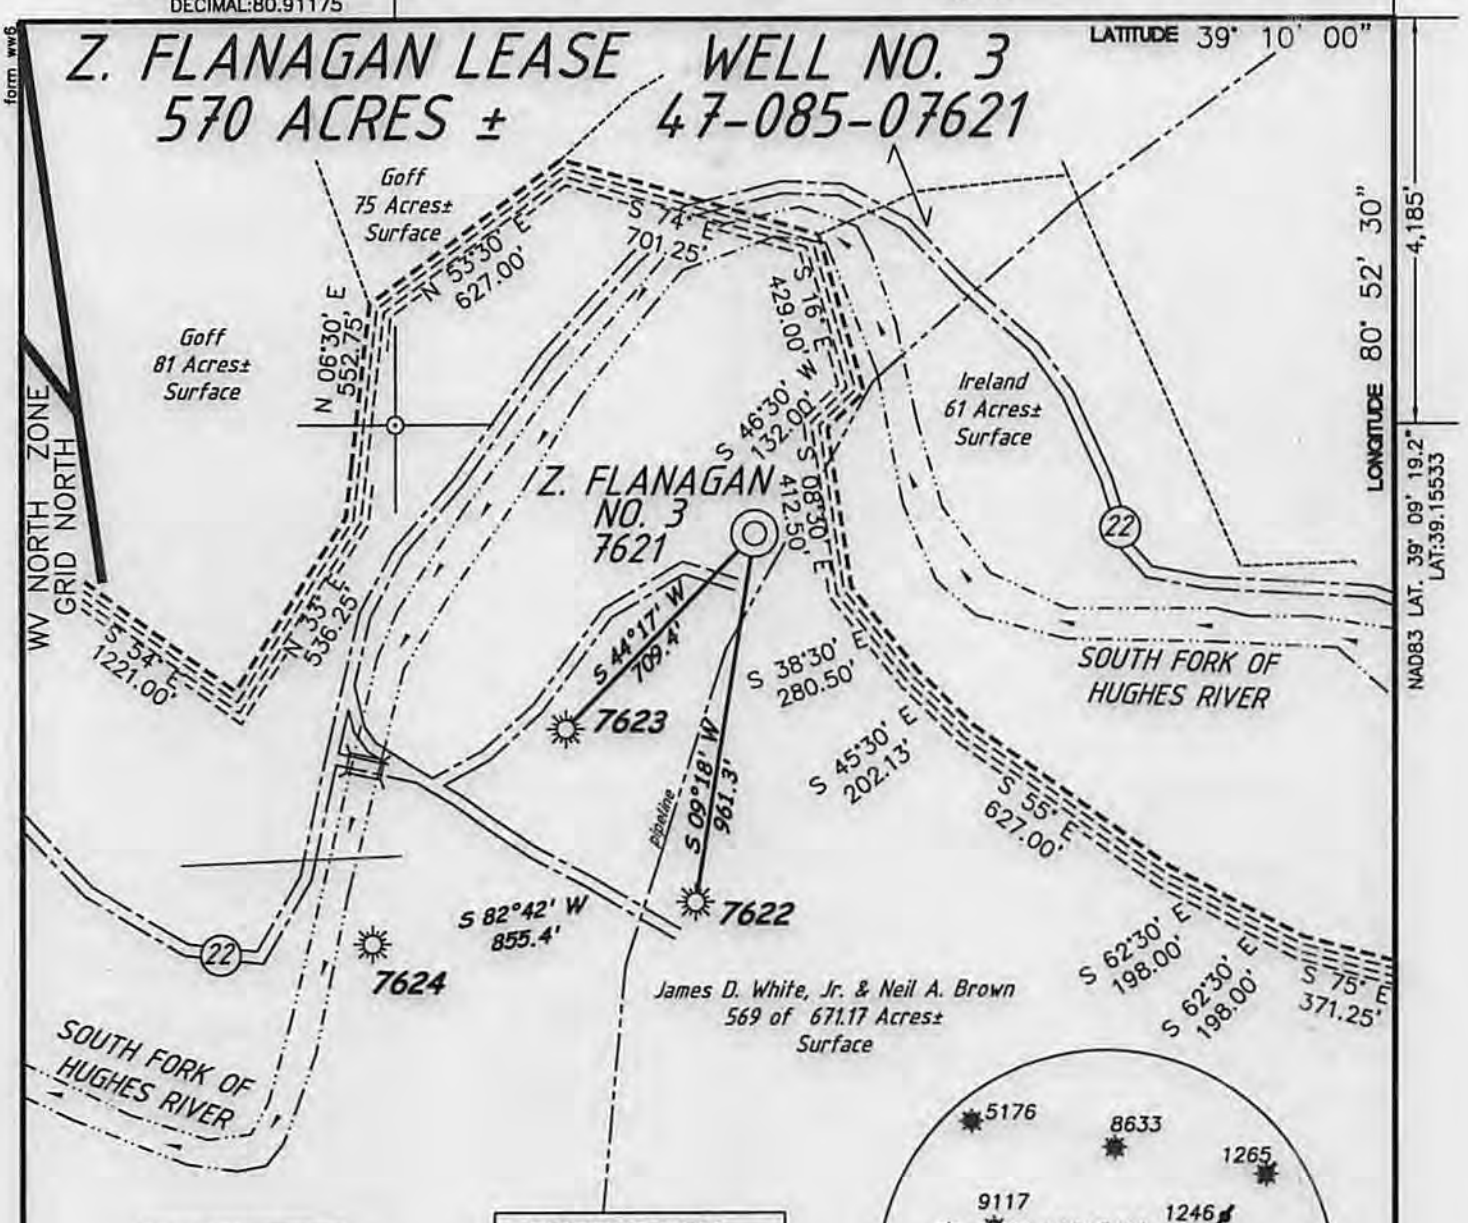 DECIMAL:80.91175
form ww6
LATITUDE 39° 10' 00"
Z. FLANAGAN LEASE WELL NO. 3
570 ACRES ± 47-085-07621
Goff
75 Acres±
Surface
S 74° E
701.25'
N 53°30' E
627.00'
4,185'
LONGITUDE 80° 52' 30"
N 06°30' E
552.75'
S 16° E
429.00'
Goff
81 Acres±
Surface
Ireland
61 Acres±
Surface
S 46°30' W
132.00'
WV NORTH ZONE
GRID NORTH
NAD83 LAT. 39° 09' 19.2"
LAT:39.15533
Z. FLANAGAN
NO. 3
7621
S 08°30' E
412.50'
22
N 33° E
536.25'
S 54° E
1221.00'
S 44°17' W
709.4'
S 38°30' E
280.50'
SOUTH FORK OF
HUGHES RIVER
7623
S 45°30' E
202.13'
S 09°18' W
961.3'
pipeline
S 55° E
627.00'
S 82°42' W
855.4'
7622
22
7624
S 62°30' E
198.00'
S 62°30' E
198.00'
S 75° E
371.25'
James D. White, Jr. & Neil A. Brown
569 of 671.17 Acres±
Surface
SOUTH FORK OF
HUGHES RIVER
5176
8633
1265
9117
1246